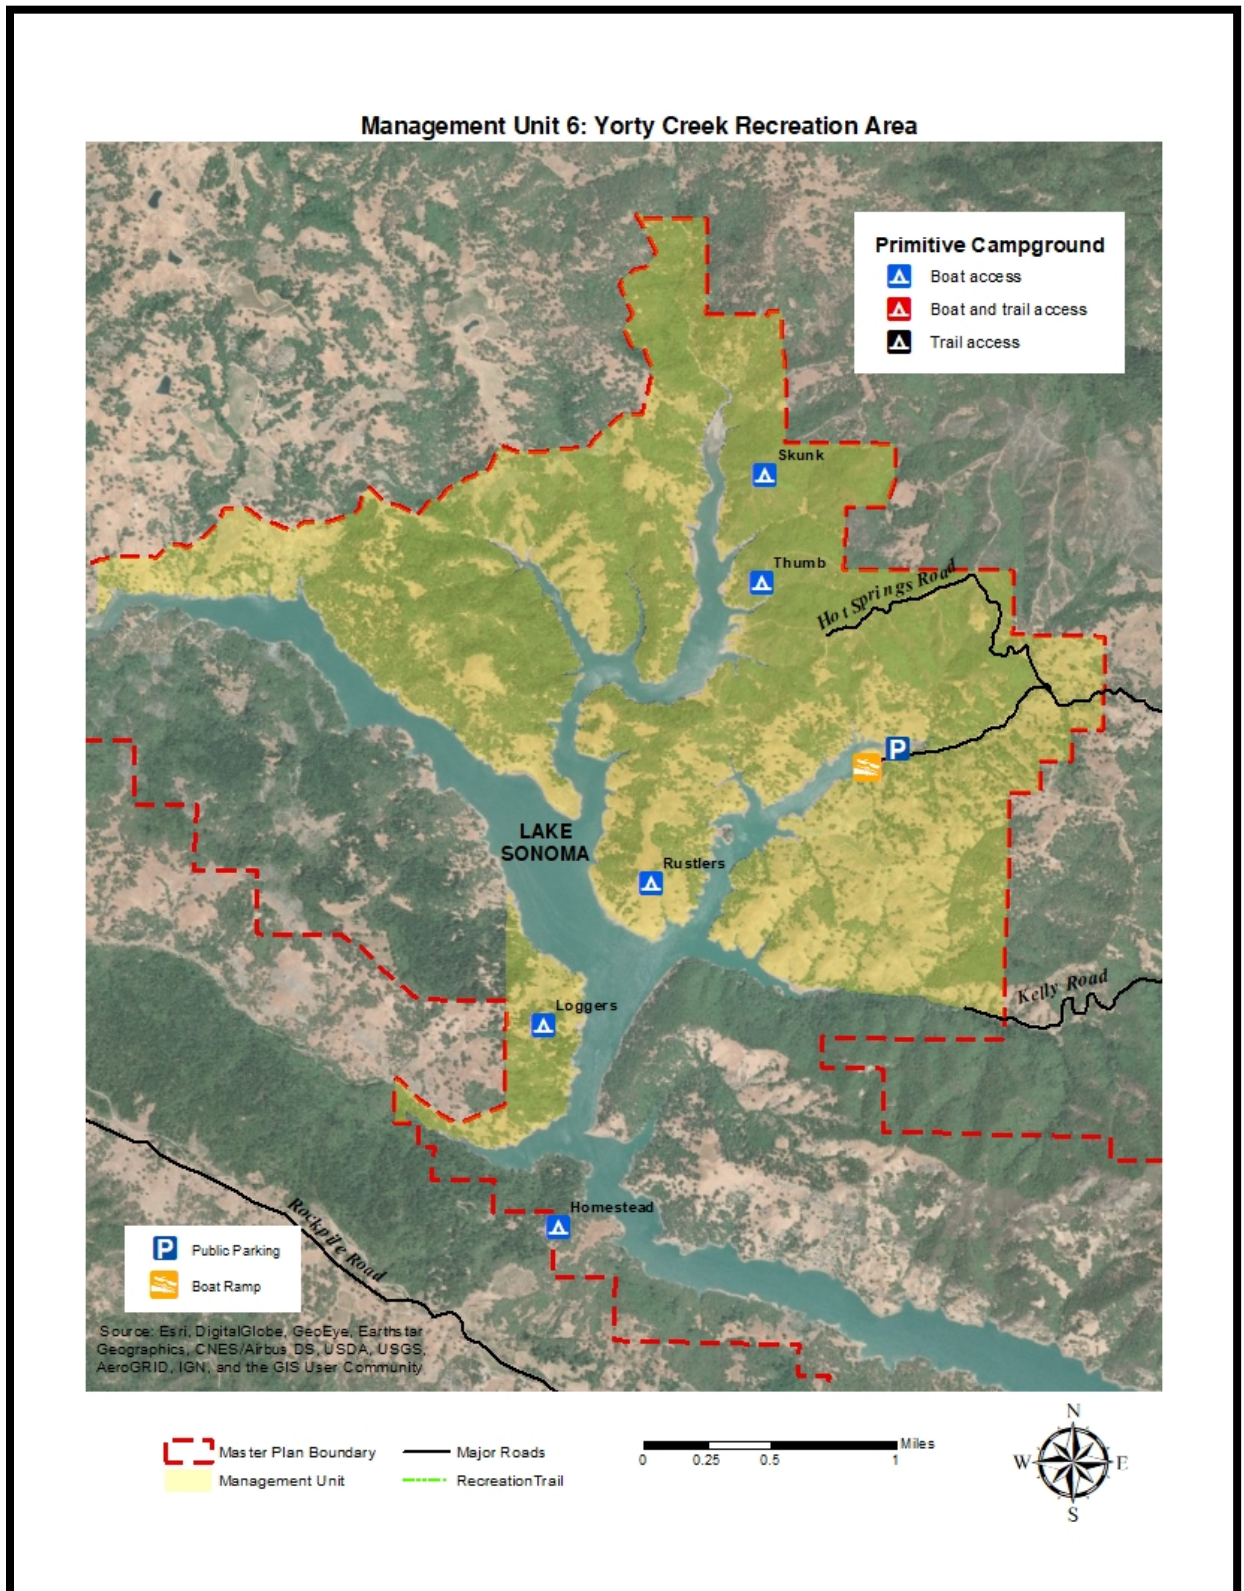 Management Unit 6: Yorty Creek Recreation Area
Primitive Campground
Boat access
Boat and trail access
Trail access
Skunk
Thumb
Hot Springs Road
P
LAKE
SONOMA
Rustlers
Kelly Road
Loggers
Homestead
Rockpile Road
P Public Parking
Boat Ramp
Source: Esri, DigitalGlobe, GeoEye, Earthstar
Geographics, CNES/Airbus DS, USDA, USGS,
AeroGRID, IGN, and the GIS User Community
Master Plan Boundary
Major Roads
Management Unit
RecreationTrail
Miles
0 0.25 0.5 1
N
W E
S